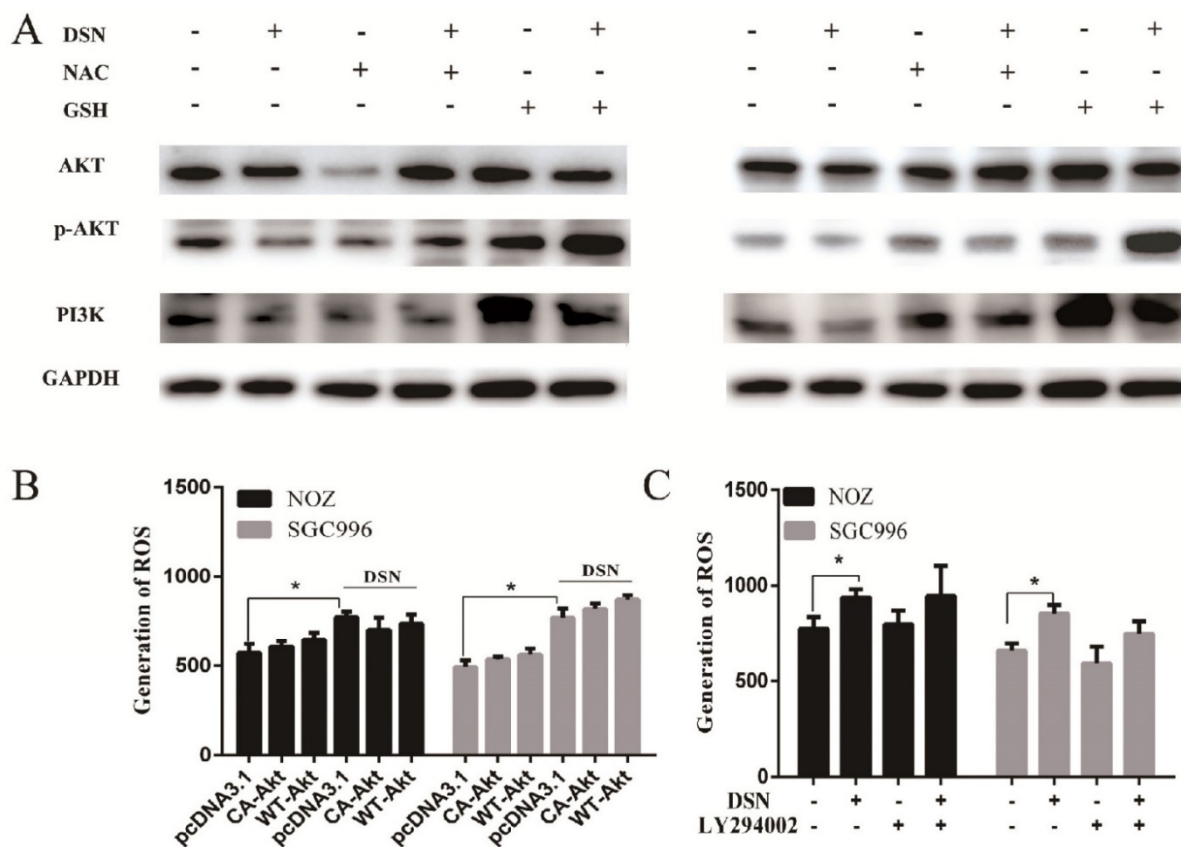 A
DSN - + - + - + - + - + - +
NAC - - + + - - - - + + - -
GSH - - - - + + - - - - + +
AKT
p-AKT
PI3K
GAPDH
B
1500
1000
500
0
Generation of ROS
NOZ
SGC996
*
DSN
*
DSN
pcDNA3.1
CA-Akt
WT-Akt
pcDNA3.1
CA-Akt
WT-Akt
pcDNA3.1
CA-Akt
WT-Akt
pcDNA3.1
CA-Akt
WT-Akt
C
1500
1000
500
0
Generation of ROS
NOZ
SGC996
*
*
DSN - + - + - + - +
LY294002 - - + + - - + +